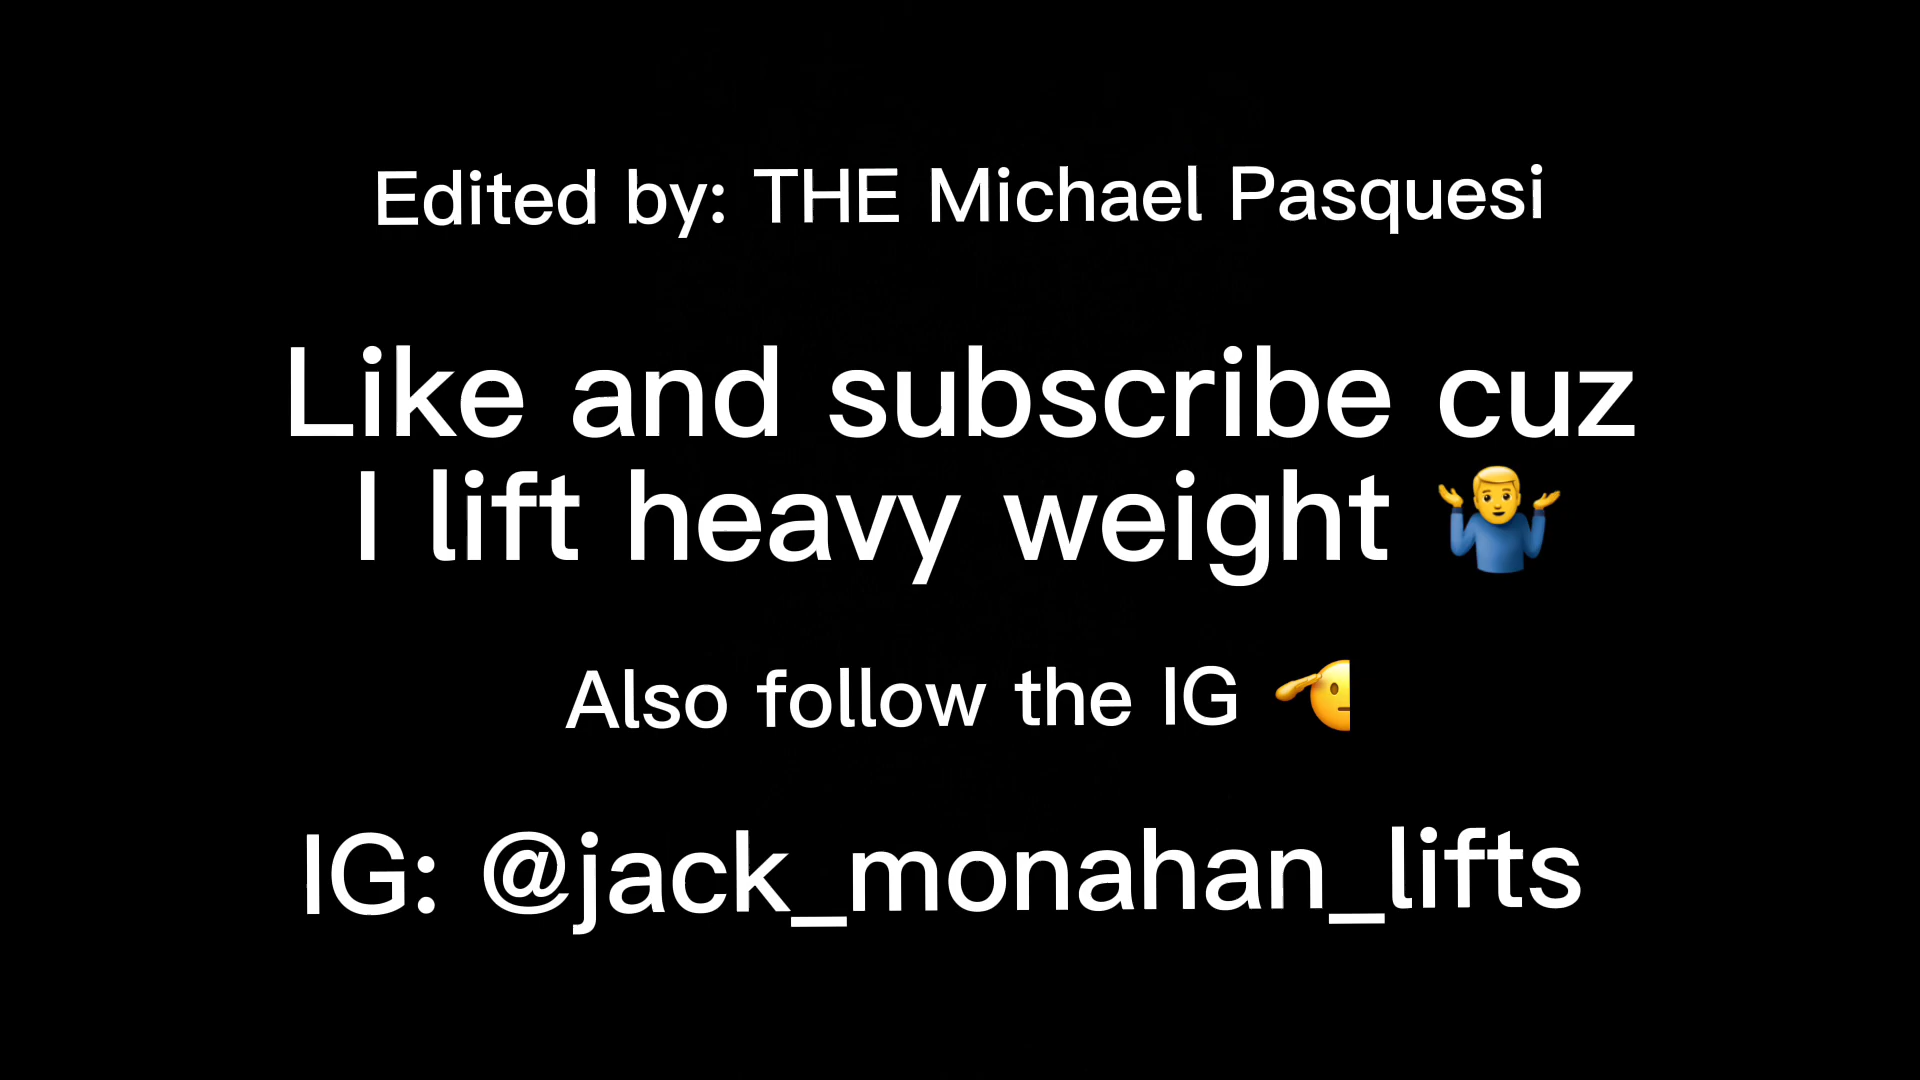 Edited by: THE Michael Pasquesi
Like and subscribe cuz
I lift heavy weight 🤷‍♂️
Also follow the IG 🫡
IG: @jack_monahan_lifts